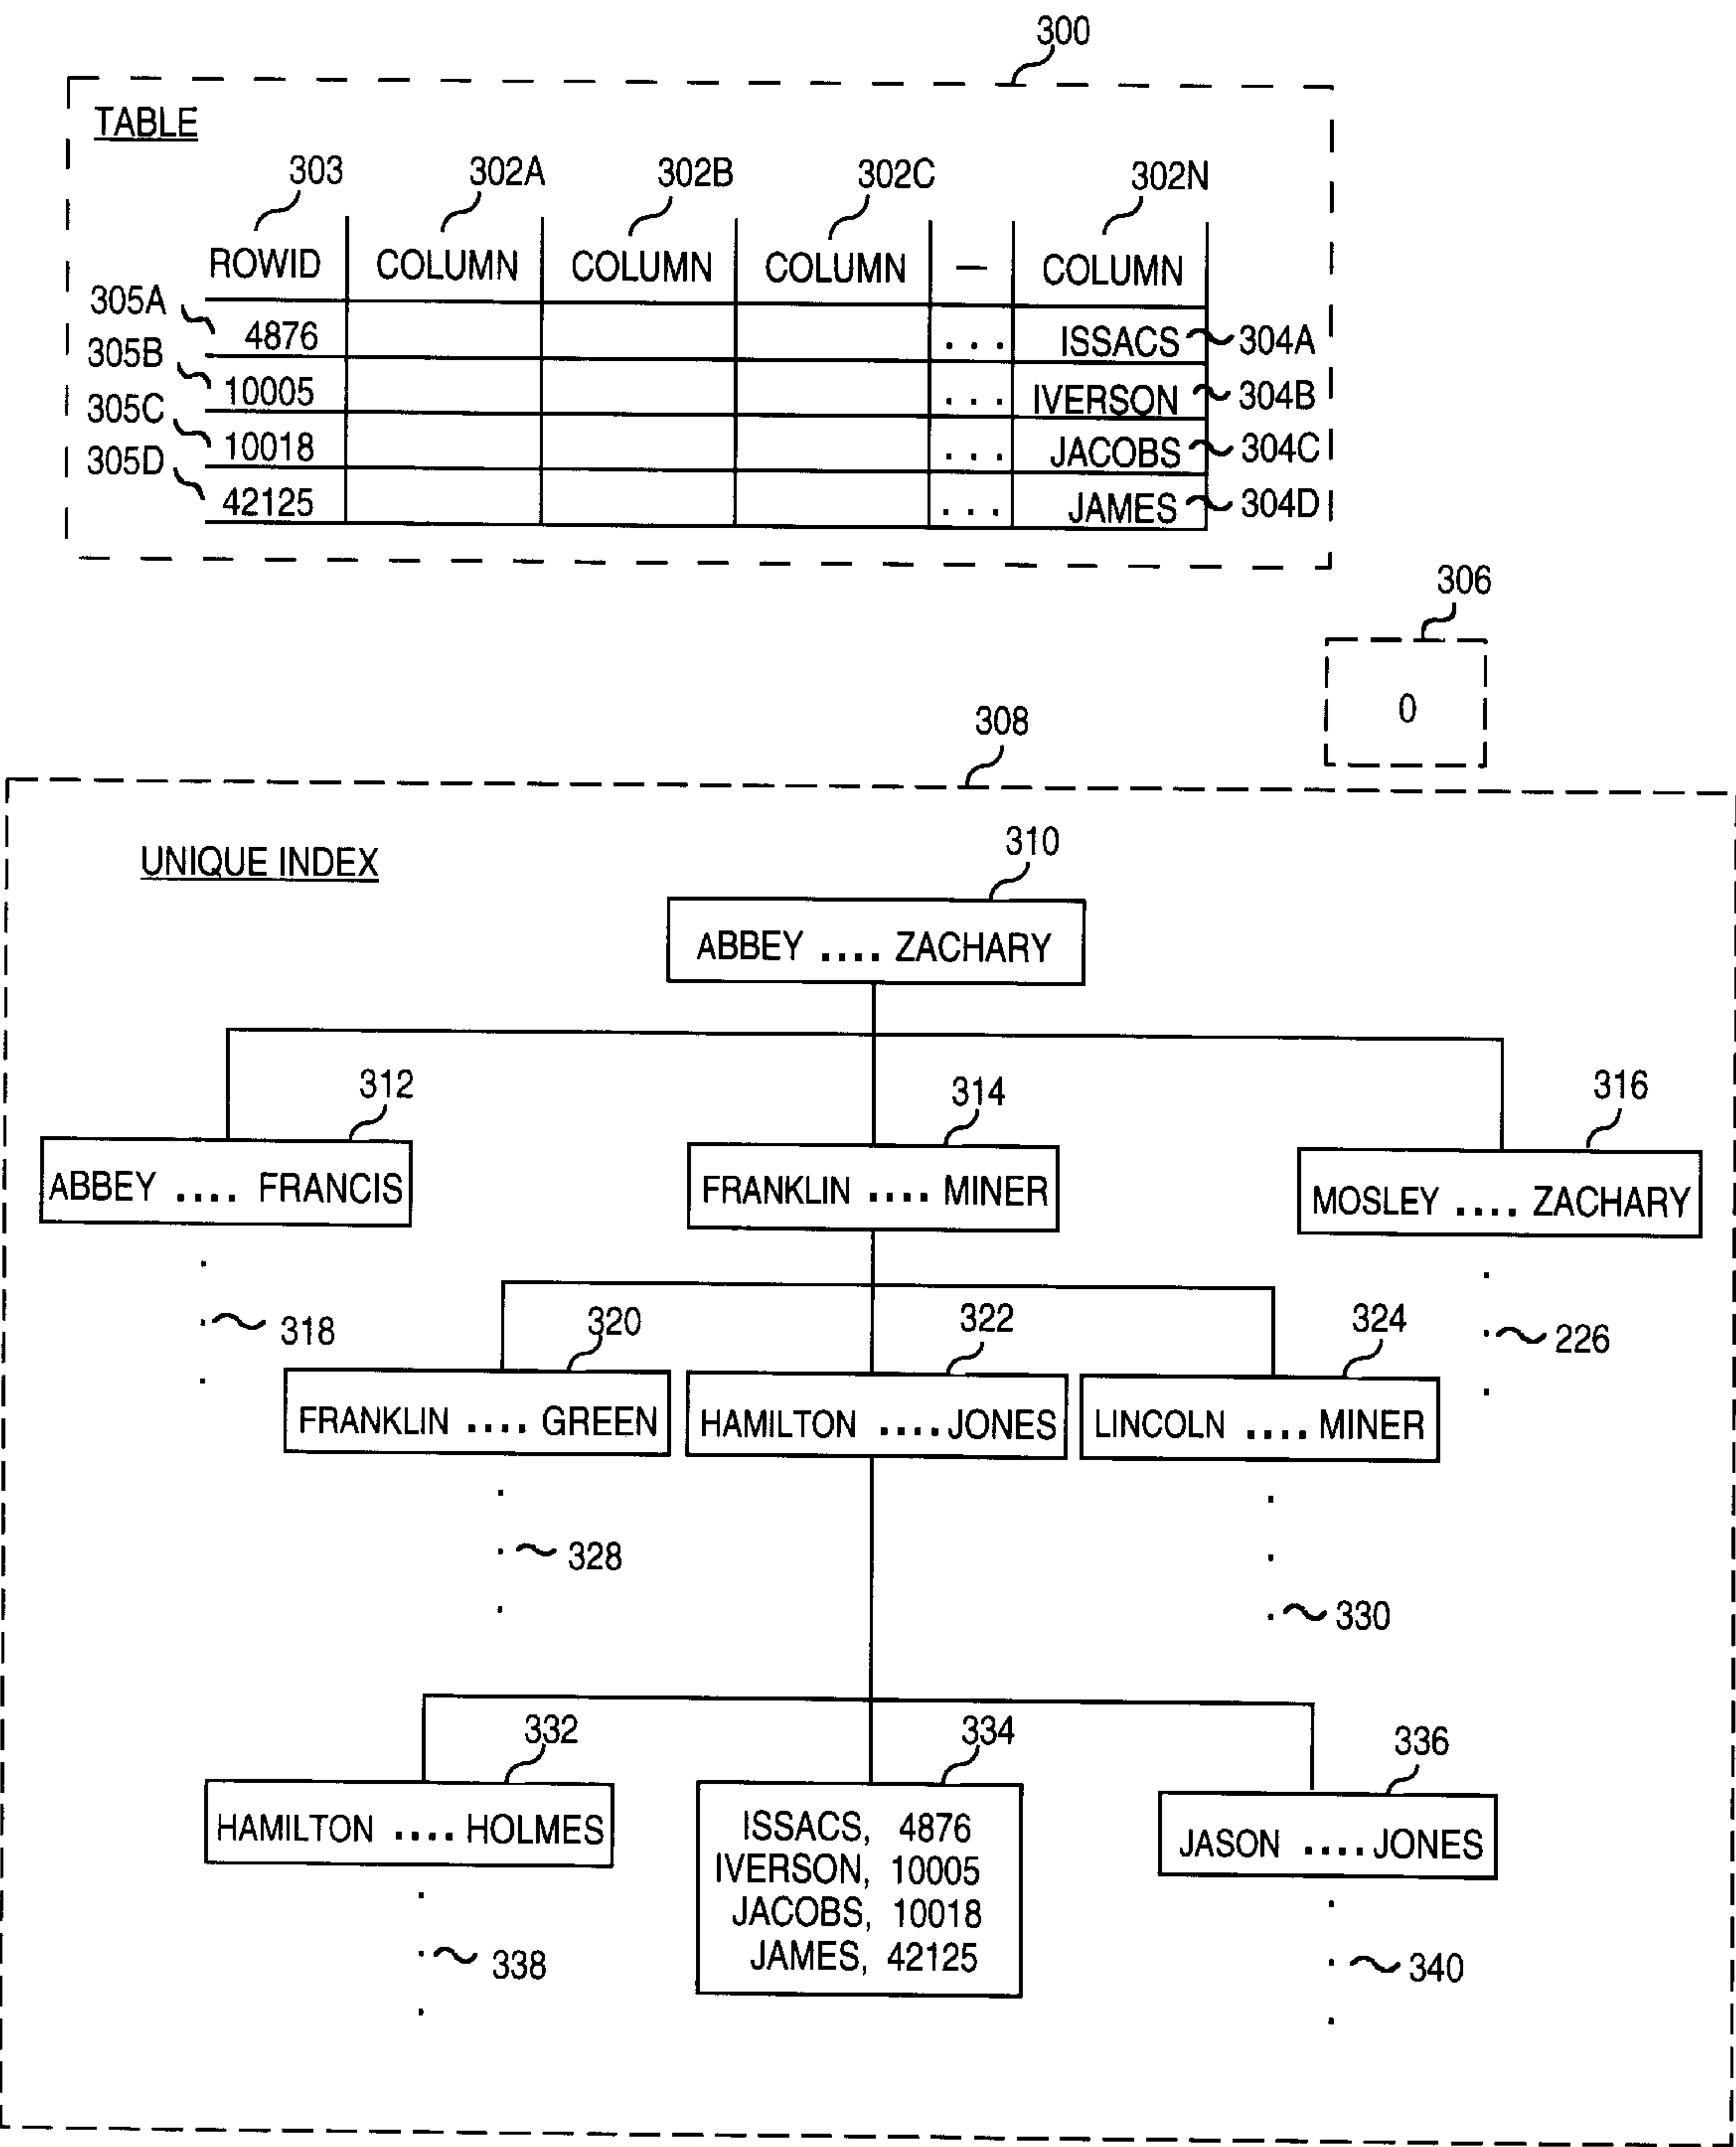 300
TABLE
303 302A 302B 302C 302N
ROWID COLUMN COLUMN COLUMN — COLUMN
305A 4876 ... ISSACS 304A
305B 10005 ... IVERSON 304B
305C 10018 ... JACOBS 304C
305D 42125 ... JAMES 304D
306
0
308
UNIQUE INDEX
310
ABBEY .... ZACHARY
312 314 316
ABBEY .... FRANCIS FRANKLIN .... MINER MOSLEY .... ZACHARY
318 320 322 324 226
FRANKLIN .... GREEN HAMILTON .... JONES LINCOLN .... MINER
328
330
332 334 336
HAMILTON .... HOLMES
ISSACS, 4876
IVERSON, 10005
JACOBS, 10018
JAMES, 42125
JASON .... JONES
338 340